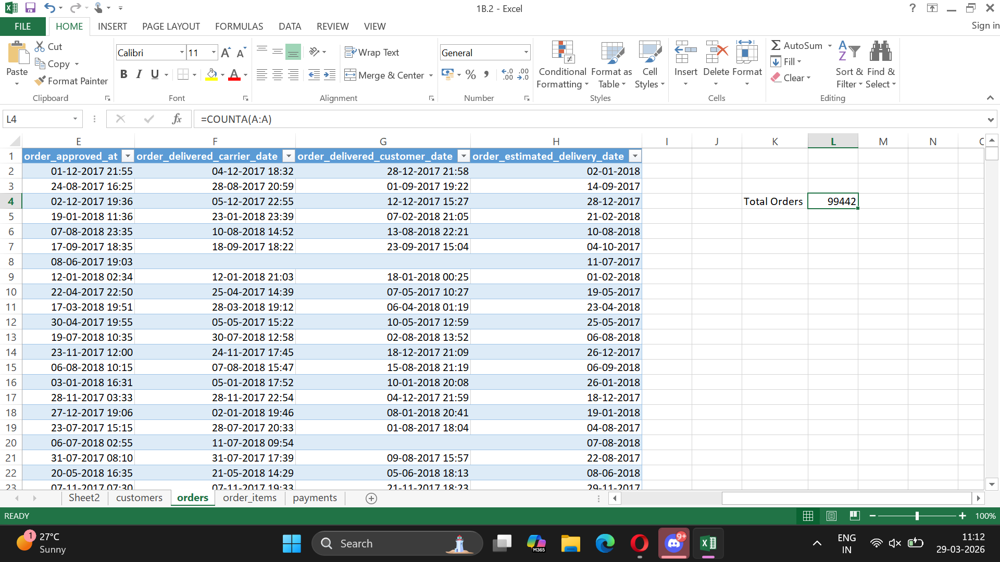 1B.2 - Excel
FILE HOME INSERT PAGE LAYOUT FORMULAS DATA REVIEW VIEW Sign in
Cut
Copy
Format Painter
Paste
Clipboard
Calibri 11
B I U
Font
Wrap Text
Merge & Center
Alignment
General
Number
Conditional Formatting
Format as Table
Cell Styles
Styles
Insert Delete Format
Cells
AutoSum
Fill
Clear
Sort & Filter
Find & Select
Editing
L4 fx =COUNTA(A:A)
E F G H I J K L M N
1 order_approved_at order_delivered_carrier_date order_delivered_customer_date order_estimated_delivery_date
2 01-12-2017 21:55 04-12-2017 18:32 28-12-2017 21:58 02-01-2018
3 24-08-2017 16:25 28-08-2017 20:59 01-09-2017 19:22 14-09-2017
4 02-12-2017 19:36 05-12-2017 22:55 12-12-2017 15:27 28-12-2017 Total Orders 99442
5 19-01-2018 11:36 23-01-2018 23:39 07-02-2018 21:05 21-02-2018
6 07-08-2018 23:35 10-08-2018 14:52 13-08-2018 22:21 10-08-2018
7 17-09-2017 18:35 18-09-2017 18:22 23-09-2017 15:04 04-10-2017
8 08-06-2017 19:03 11-07-2017
9 12-01-2018 02:34 12-01-2018 21:03 18-01-2018 00:25 01-02-2018
10 22-04-2017 22:50 25-04-2017 14:39 07-05-2017 10:27 19-05-2017
11 17-03-2018 19:51 28-03-2018 19:12 06-04-2018 01:19 23-04-2018
12 30-04-2017 19:55 05-05-2017 15:22 10-05-2017 12:59 25-05-2017
13 19-07-2018 10:35 30-07-2018 12:58 02-08-2018 13:52 06-08-2018
14 23-11-2017 12:00 24-11-2017 17:45 18-12-2017 21:09 26-12-2017
15 06-08-2018 10:15 07-08-2018 15:47 15-08-2018 21:19 06-09-2018
16 03-01-2018 16:31 05-01-2018 17:52 10-01-2018 20:08 26-01-2018
17 28-11-2017 03:33 28-11-2017 22:54 04-12-2017 21:59 18-12-2017
18 27-12-2017 19:06 02-01-2018 19:46 08-01-2018 20:41 19-01-2018
19 23-07-2017 15:15 28-07-2017 20:33 01-08-2017 18:04 04-08-2017
20 06-07-2018 02:55 11-07-2018 09:54 07-08-2018
21 31-07-2017 08:10 31-07-2017 17:39 09-08-2017 15:57 22-08-2017
22 20-05-2018 16:35 21-05-2018 14:29 05-06-2018 18:13 08-06-2018
23 07-11-2017 07:30 07-11-2017 19:33 21-11-2017 18:23 29-11-2017
Sheet2 customers orders order_items payments
READY 100%
1 27°C
Sunny
Search
M365
9+
ENG
IN
11:12
29-03-2026